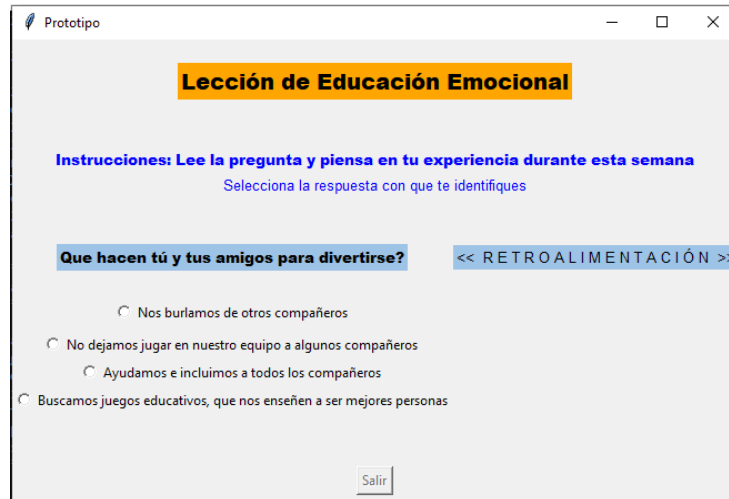 Prototipo
Lección de Educación Emocional
Instrucciones: Lee la pregunta y piensa en tu experiencia durante esta semana
Selecciona la respuesta con que te identifiques
Que hacen tú y tus amigos para divertirse?
<< R E T R O A L I M E N T A C I Ó N >>
Nos burlamos de otros compañeros
No dejamos jugar en nuestro equipo a algunos compañeros
Ayudamos e incluimos a todos los compañeros
Buscamos juegos educativos, que nos enseñen a ser mejores personas
Salir